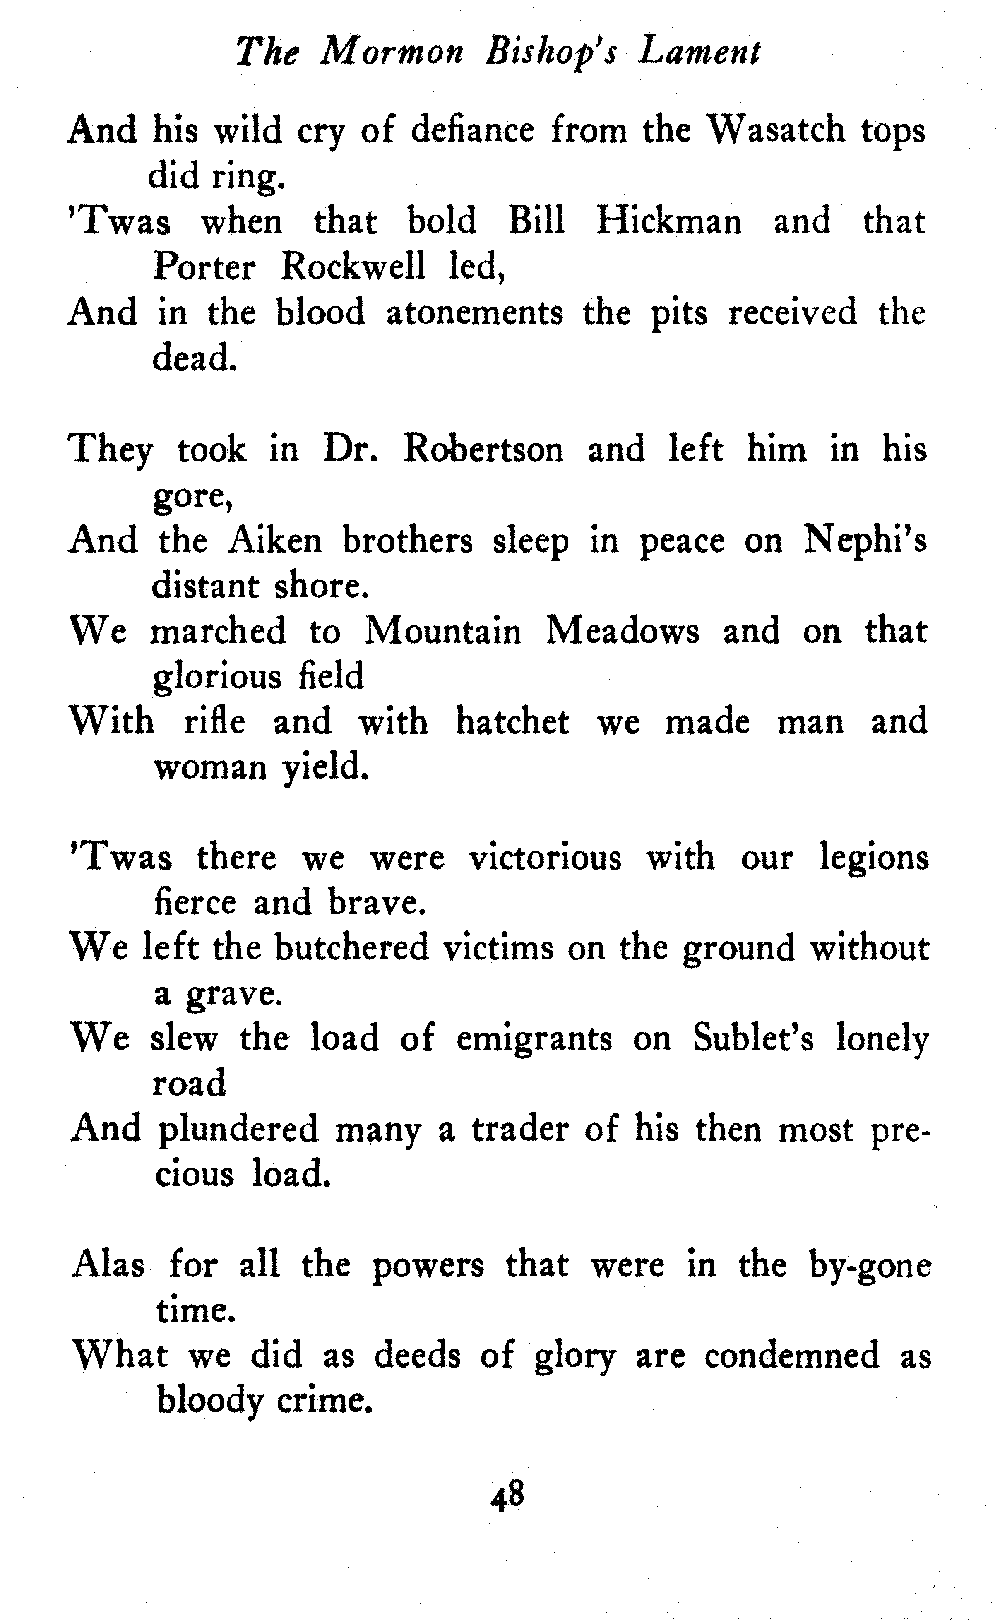 The Mormon Bishop's Lament
And his wild cry of defiance from the Wasatch tops
did ring.
'Twas when that bold Bill Hickman and that
Porter Rockwell led,
And in the blood atonements the pits received the
dead.
They took in Dr. Robertson and left him in his
gore,
And the Aiken brothers sleep in peace on Nephi's
distant shore.
We marched to Mountain Meadows and on that
glorious field
With rifle and with hatchet we made man and
woman yield.
'Twas there we were victorious with our legions
fierce and brave.
We left the butchered victims on the ground without
a grave.
We slew the load of emigrants on Sublet's lonely
road
And plundered many a trader of his then most pre-
cious load.
Alas for all the powers that were in the by-gone
time.
What we did as deeds of glory are condemned as
bloody crime.
48